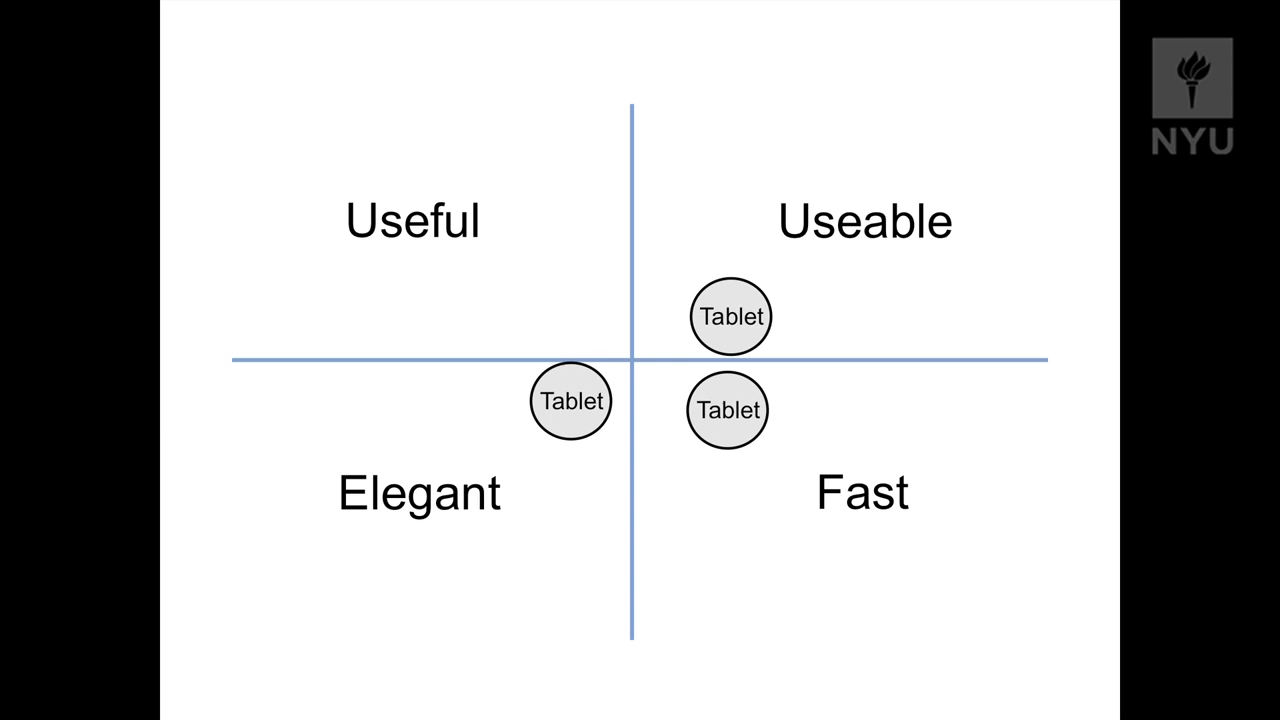 NYU
Useful
Useable
Tablet
Tablet
Tablet
Elegant
Fast